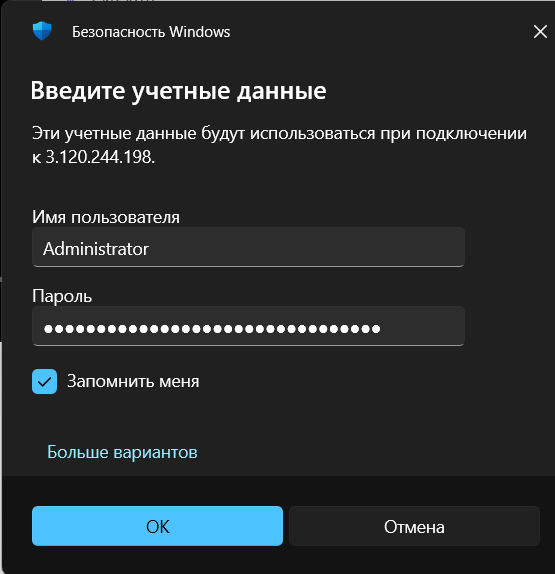 Безопасность Windows
Введите учетные данные
Эти учетные данные будут использоваться при подключении
к 3.120.244.198.
Имя пользователя
Administrator
Пароль
••••••••••••••••••••••••••••••••
Запомнить меня
Больше вариантов
OK
Отмена